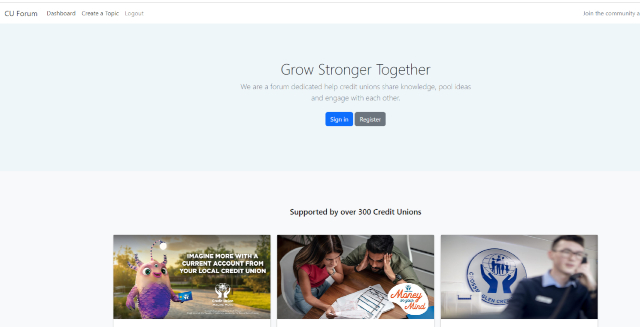 CU Forum Dashboard Create a Topic Logout Join the community a
Grow Stronger Together
We are a forum dedicated help credit unions share knowledge, pool ideas
and engage with each other.
Sign in Register
Supported by over 300 Credit Unions
IMAGINE MORE WITH A
CURRENT ACCOUNT FROM
YOUR LOCAL CREDIT UNION
Money
on your
Mind